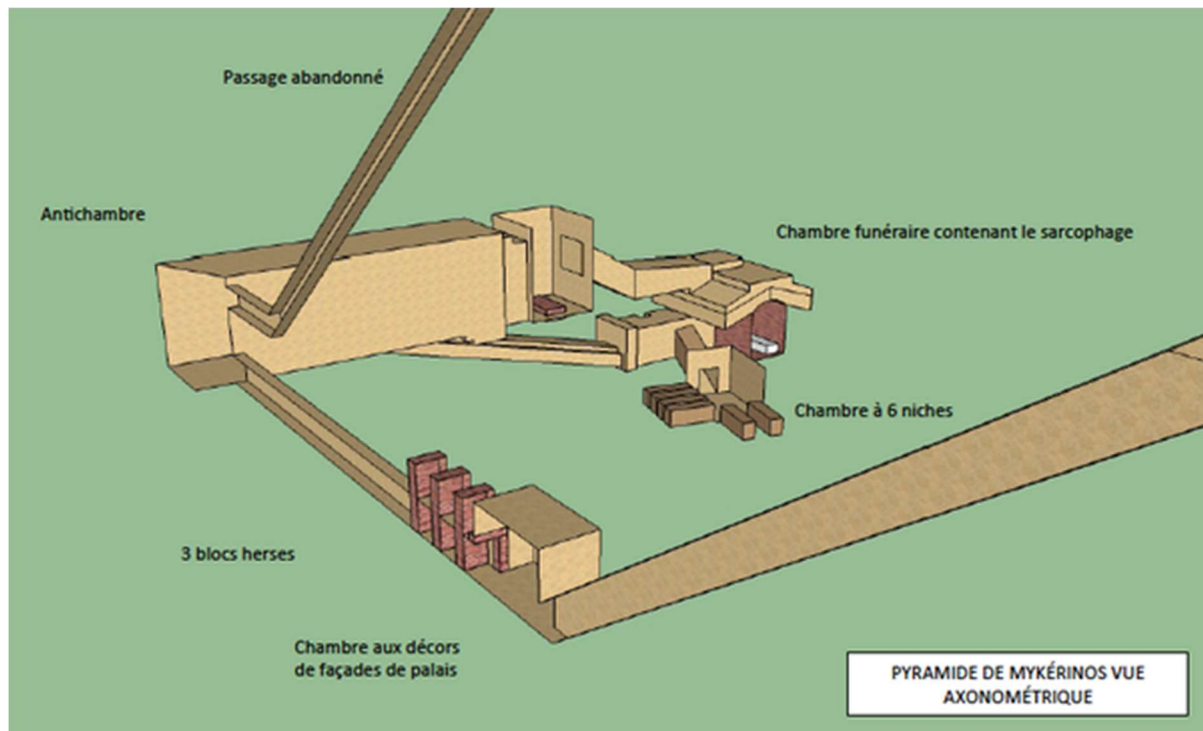 Passage abandonné
Antichambre
Chambre funéraire contenant le sarcophage
Chambre à 6 niches
3 blocs herses
Chambre aux décors
de façades de palais
PYRAMIDE DE MYKÉRINOS VUE
AXONOMÉTRIQUE